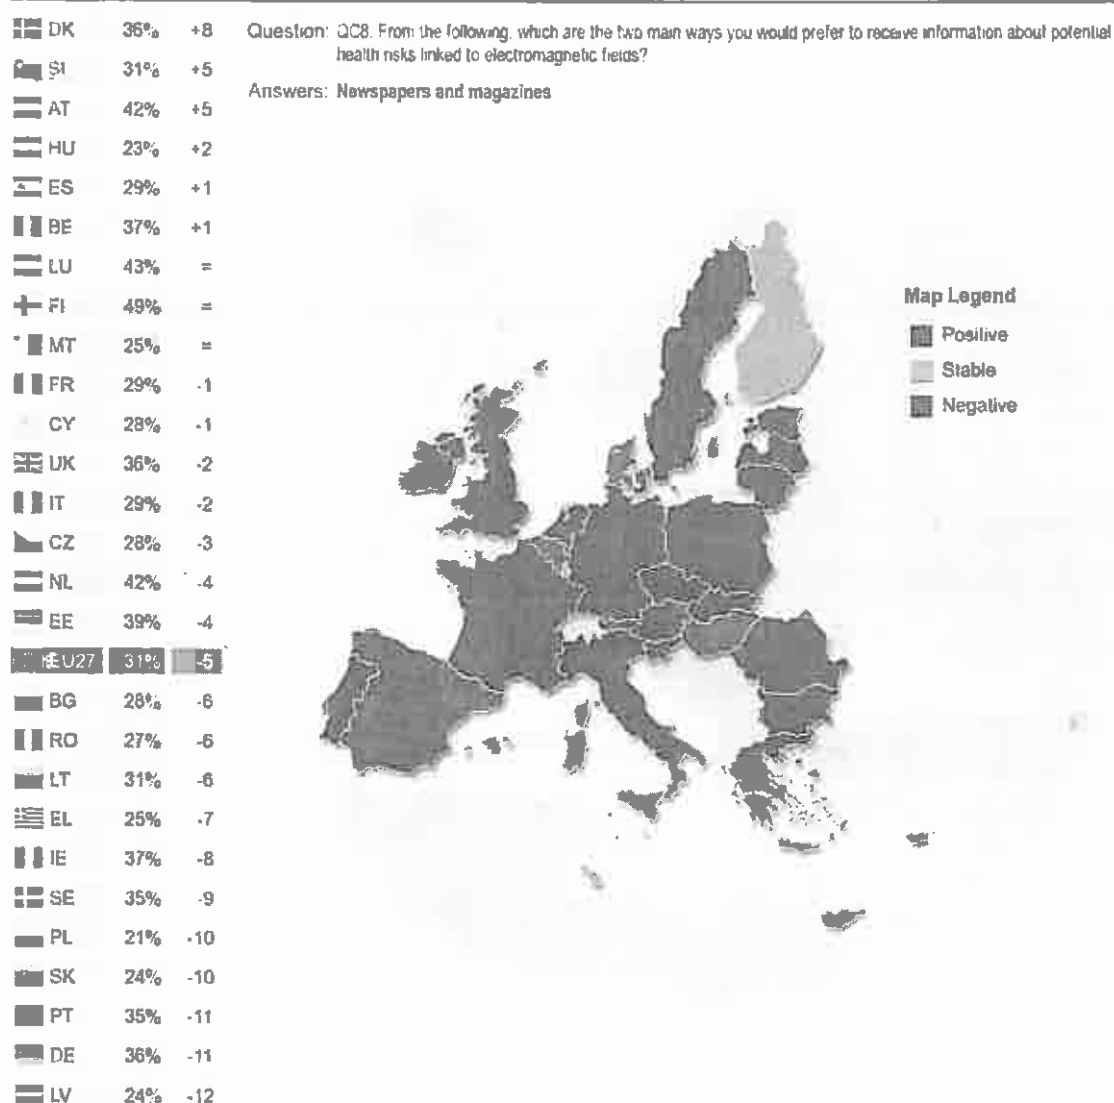 DK 36% +8
SI 31% +5
AT 42% +5
HU 23% +2
ES 29% +1
BE 37% +1
LU 43% =
FI 49% =
MT 25% =
FR 29% -1
CY 28% -1
UK 36% -2
IT 29% -2
CZ 28% -3
NL 42% -4
EE 39% -4
EU27 31% -5
BG 28% -6
RO 27% -6
LT 31% -6
EL 25% -7
IE 37% -8
SE 35% -9
PL 21% -10
SK 24% -10
PT 35% -11
DE 36% -11
LV 24% -12
Question: QC8. From the following, which are the two main ways you would prefer to receive information about potential
health risks linked to electromagnetic fields?
Answers: Newspapers and magazines
Map Legend
Positive
Stable
Negative